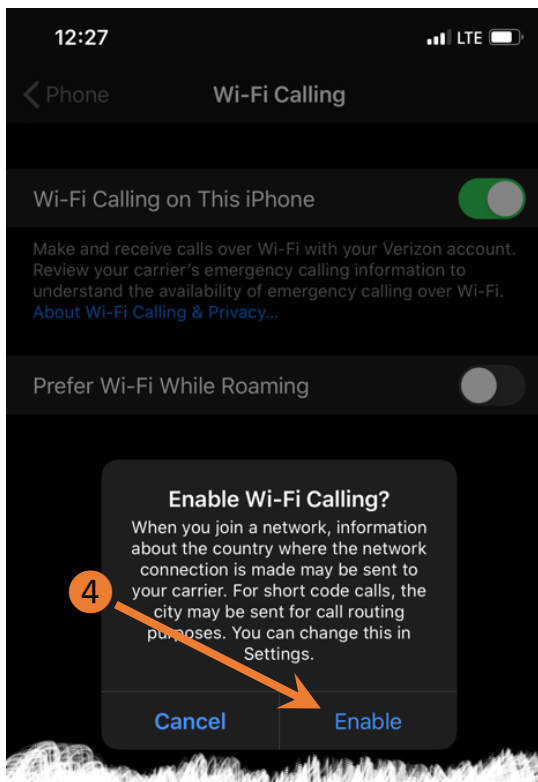 12:27 LTE
Phone Wi-Fi Calling
Wi-Fi Calling on This iPhone
Make and receive calls over Wi-Fi with your Verizon account.
Review your carrier's emergency calling information to
understand the availability of emergency calling over Wi-Fi.
About Wi-Fi Calling & Privacy...
Prefer Wi-Fi While Roaming
Enable Wi-Fi Calling?
When you join a network, information
about the country where the network
connection is made may be sent to
your carrier. For short code calls, the
4
city may be sent for call routing
purposes. You can change this in
Settings.
Cancel Enable